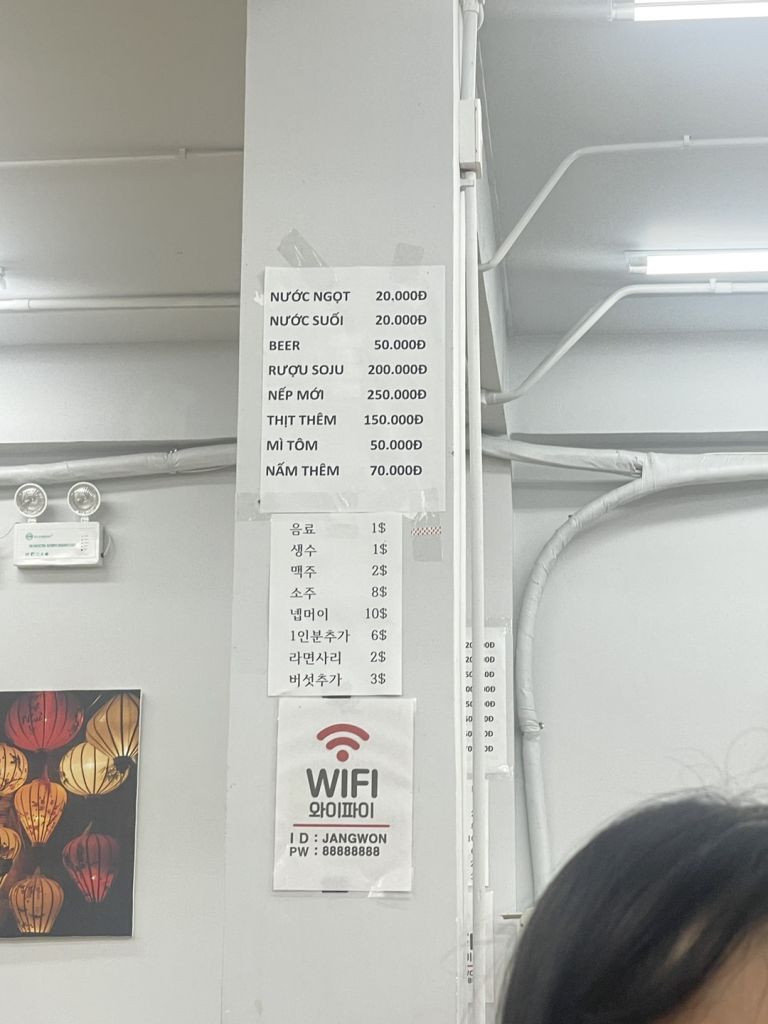 NƯỚC NGỌT 20.000Đ
NƯỚC SUỐI 20.000Đ
BEER 50.000Đ
RƯỢU SOJU 200.000Đ
NẾP MỚI 250.000Đ
THỊT THÊM 150.000Đ
MÌ TÔM 50.000Đ
NẤM THÊM 70.000Đ
음료 1$
생수 1$
맥주 2$
소주 8$
넵머이 10$
1인분추가 6$
라면사리 2$
버섯추가 3$
WIFI
와이파이
ID : JANGWON
PW : 88888888